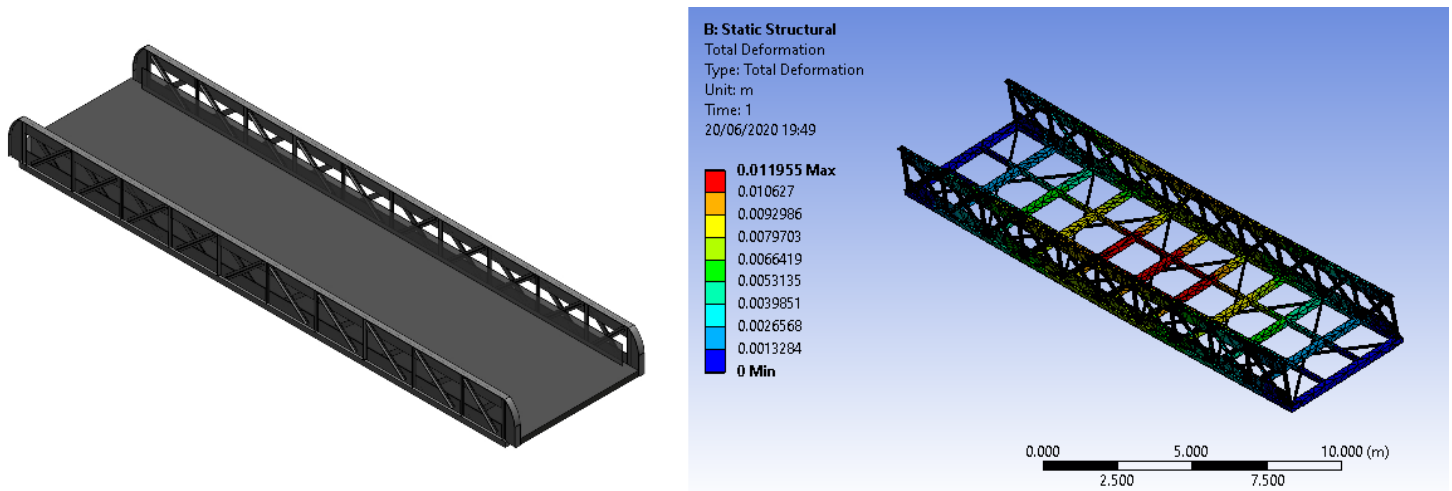 B: Static Structural
Total Deformation
Type: Total Deformation
Unit: m
Time: 1
20/06/2020 19:49
0.011955 Max
0.010627
0.0092986
0.0079703
0.0066419
0.0053135
0.0039851
0.0026568
0.0013284
0 Min
0.000 5.000 10.000 (m)
2.500 7.500